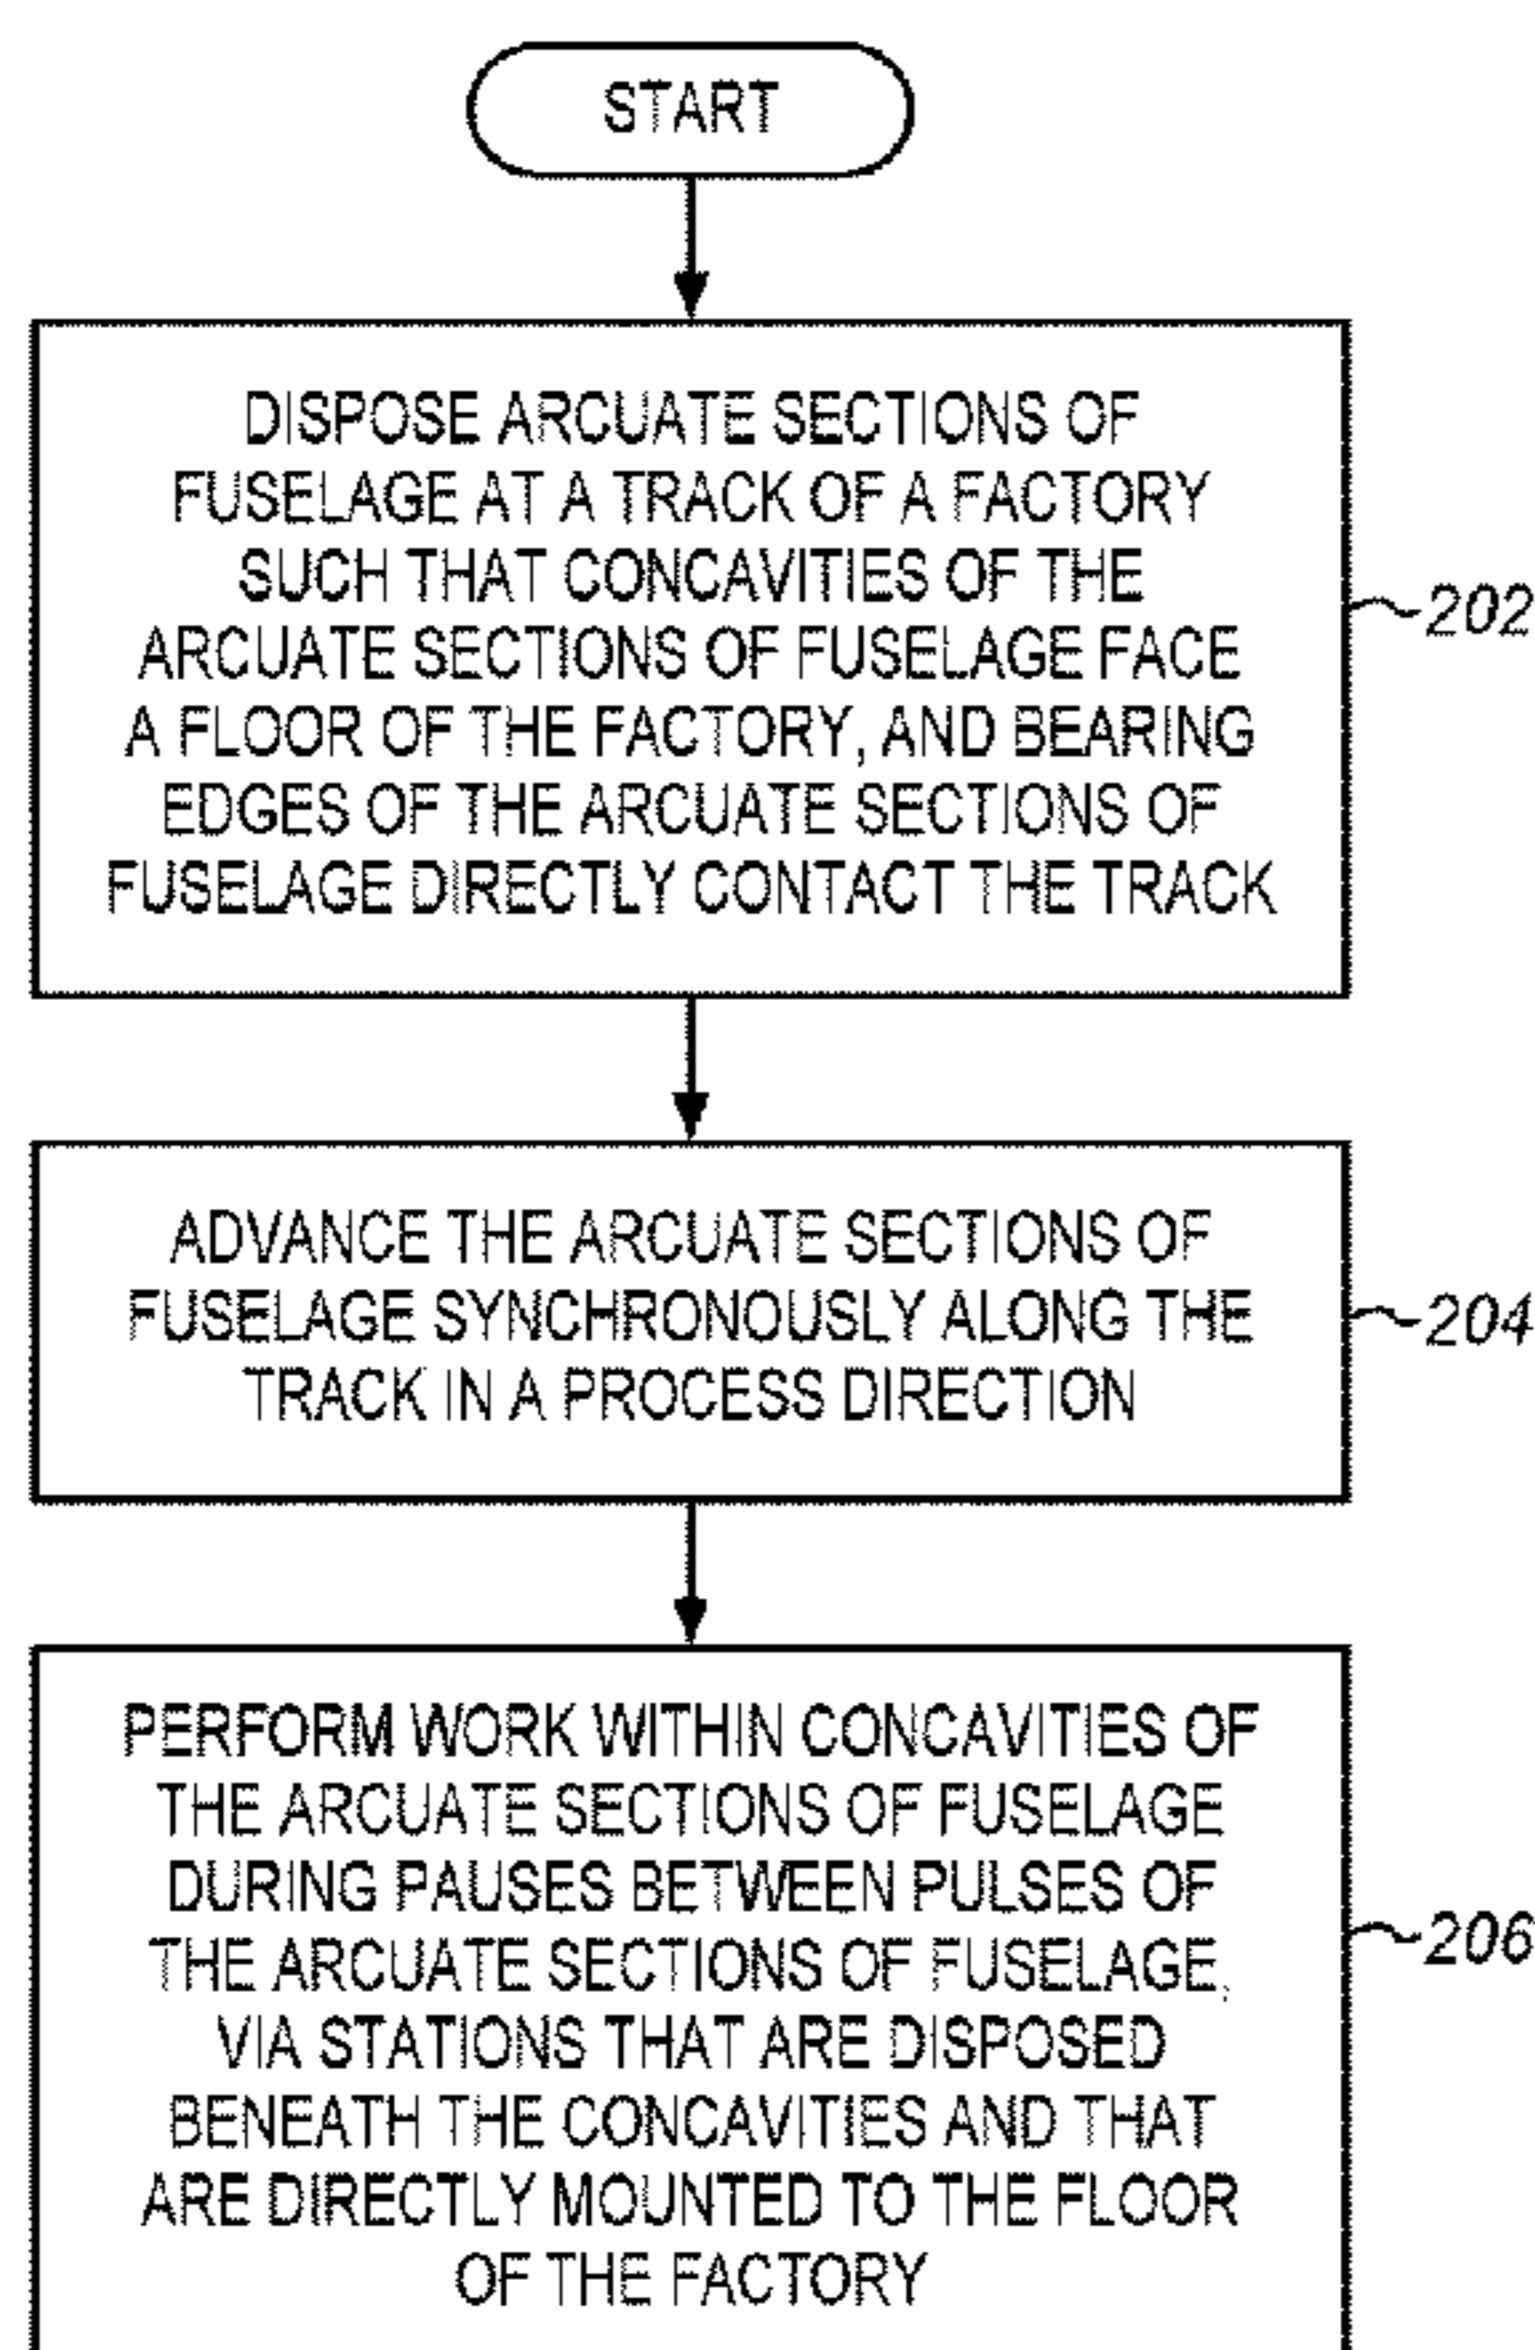 START
DISPOSE ARCUATE SECTIONS OF
FUSELAGE AT A TRACK OF A FACTORY
SUCH THAT CONCAVITIES OF THE
ARCUATE SECTIONS OF FUSELAGE FACE
A FLOOR OF THE FACTORY, AND BEARING
EDGES OF THE ARCUATE SECTIONS OF
FUSELAGE DIRECTLY CONTACT THE TRACK
202
ADVANCE THE ARCUATE SECTIONS OF
FUSELAGE SYNCHRONOUSLY ALONG THE
TRACK IN A PROCESS DIRECTION
204
PERFORM WORK WITHIN CONCAVITIES OF
THE ARCUATE SECTIONS OF FUSELAGE
DURING PAUSES BETWEEN PULSES OF
THE ARCUATE SECTIONS OF FUSELAGE,
VIA STATIONS THAT ARE DISPOSED
BENEATH THE CONCAVITIES AND THAT
ARE DIRECTLY MOUNTED TO THE FLOOR
OF THE FACTORY
206